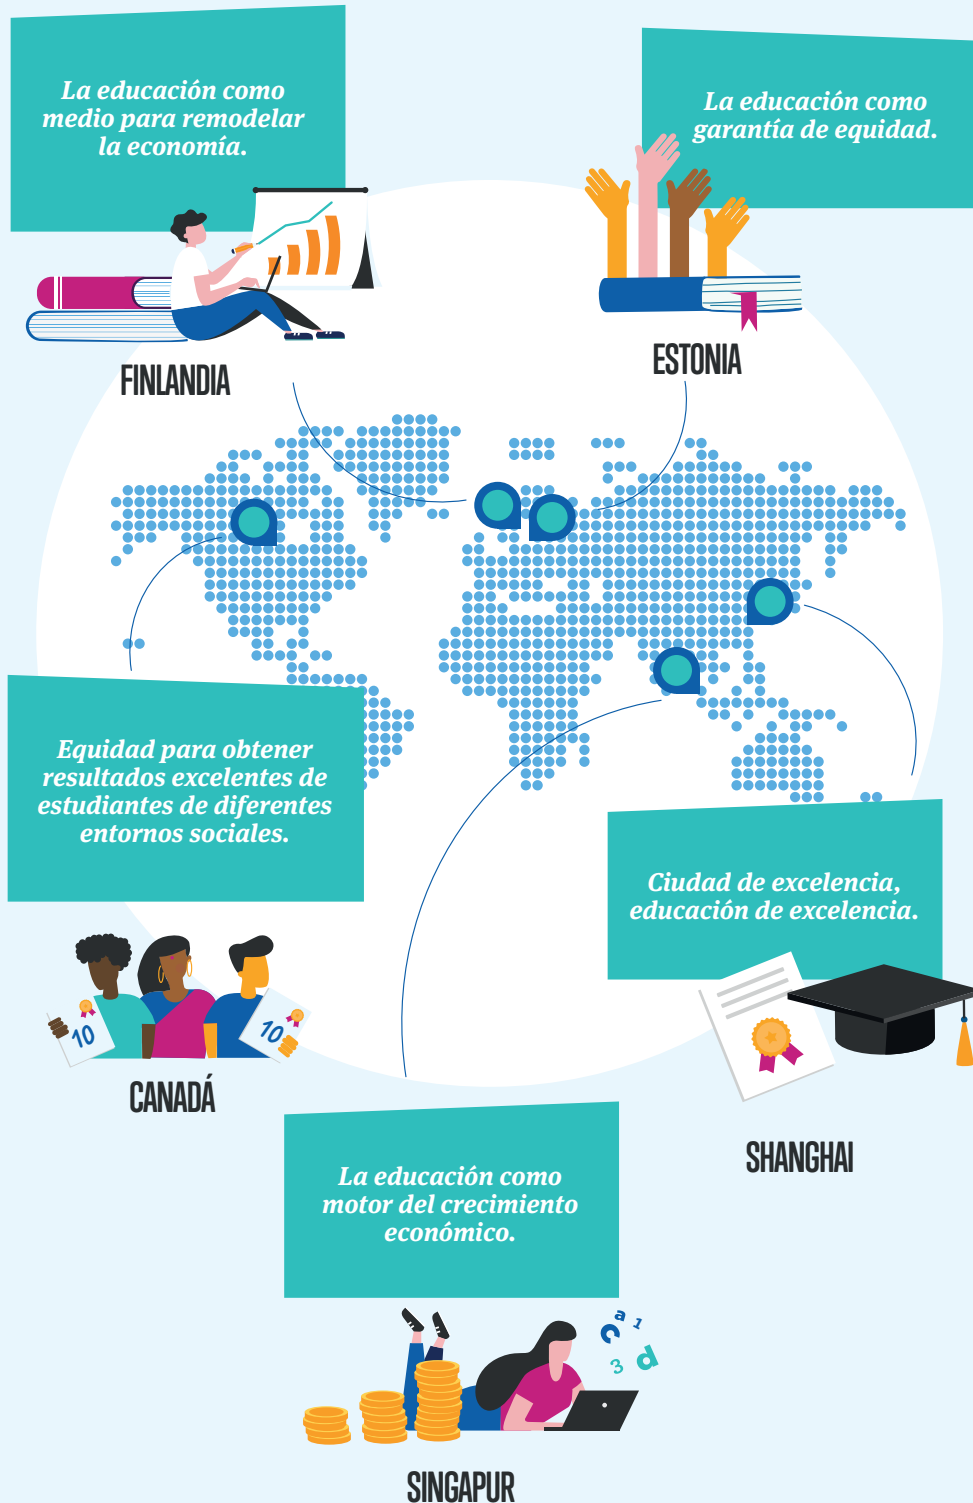 La educación como
medio para remodelar
la economía.
FINLANDIA
La educación como
garantía de equidad.
ESTONIA
Equidad para obtener
resultados excelentes de
estudiantes de diferentes
entornos sociales.
10
10
CANADÁ
Ciudad de excelencia,
educación de excelencia.
SHANGHAI
La educación como
motor del crecimiento
económico.
a 1
c
3 d
SINGAPUR